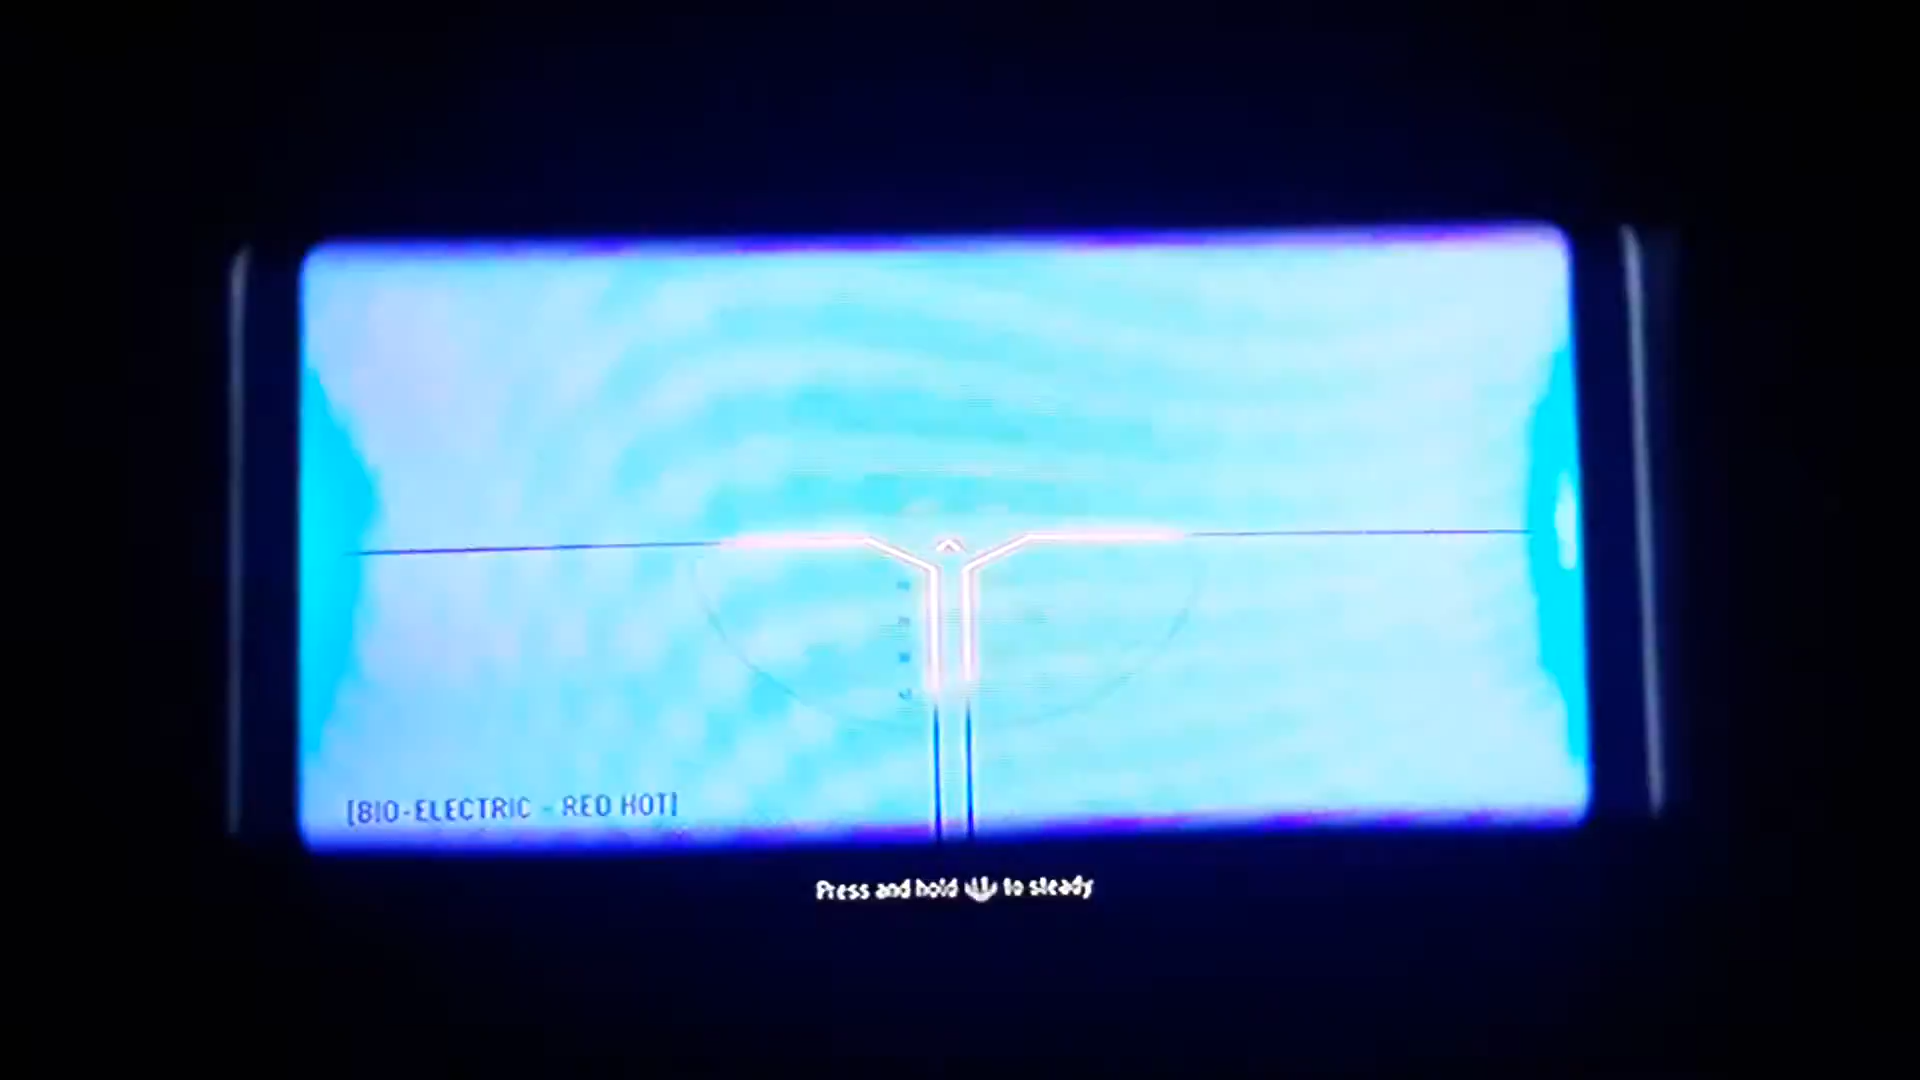 [BIO-ELECTRIC - RED HOT]
Press and hold to steady